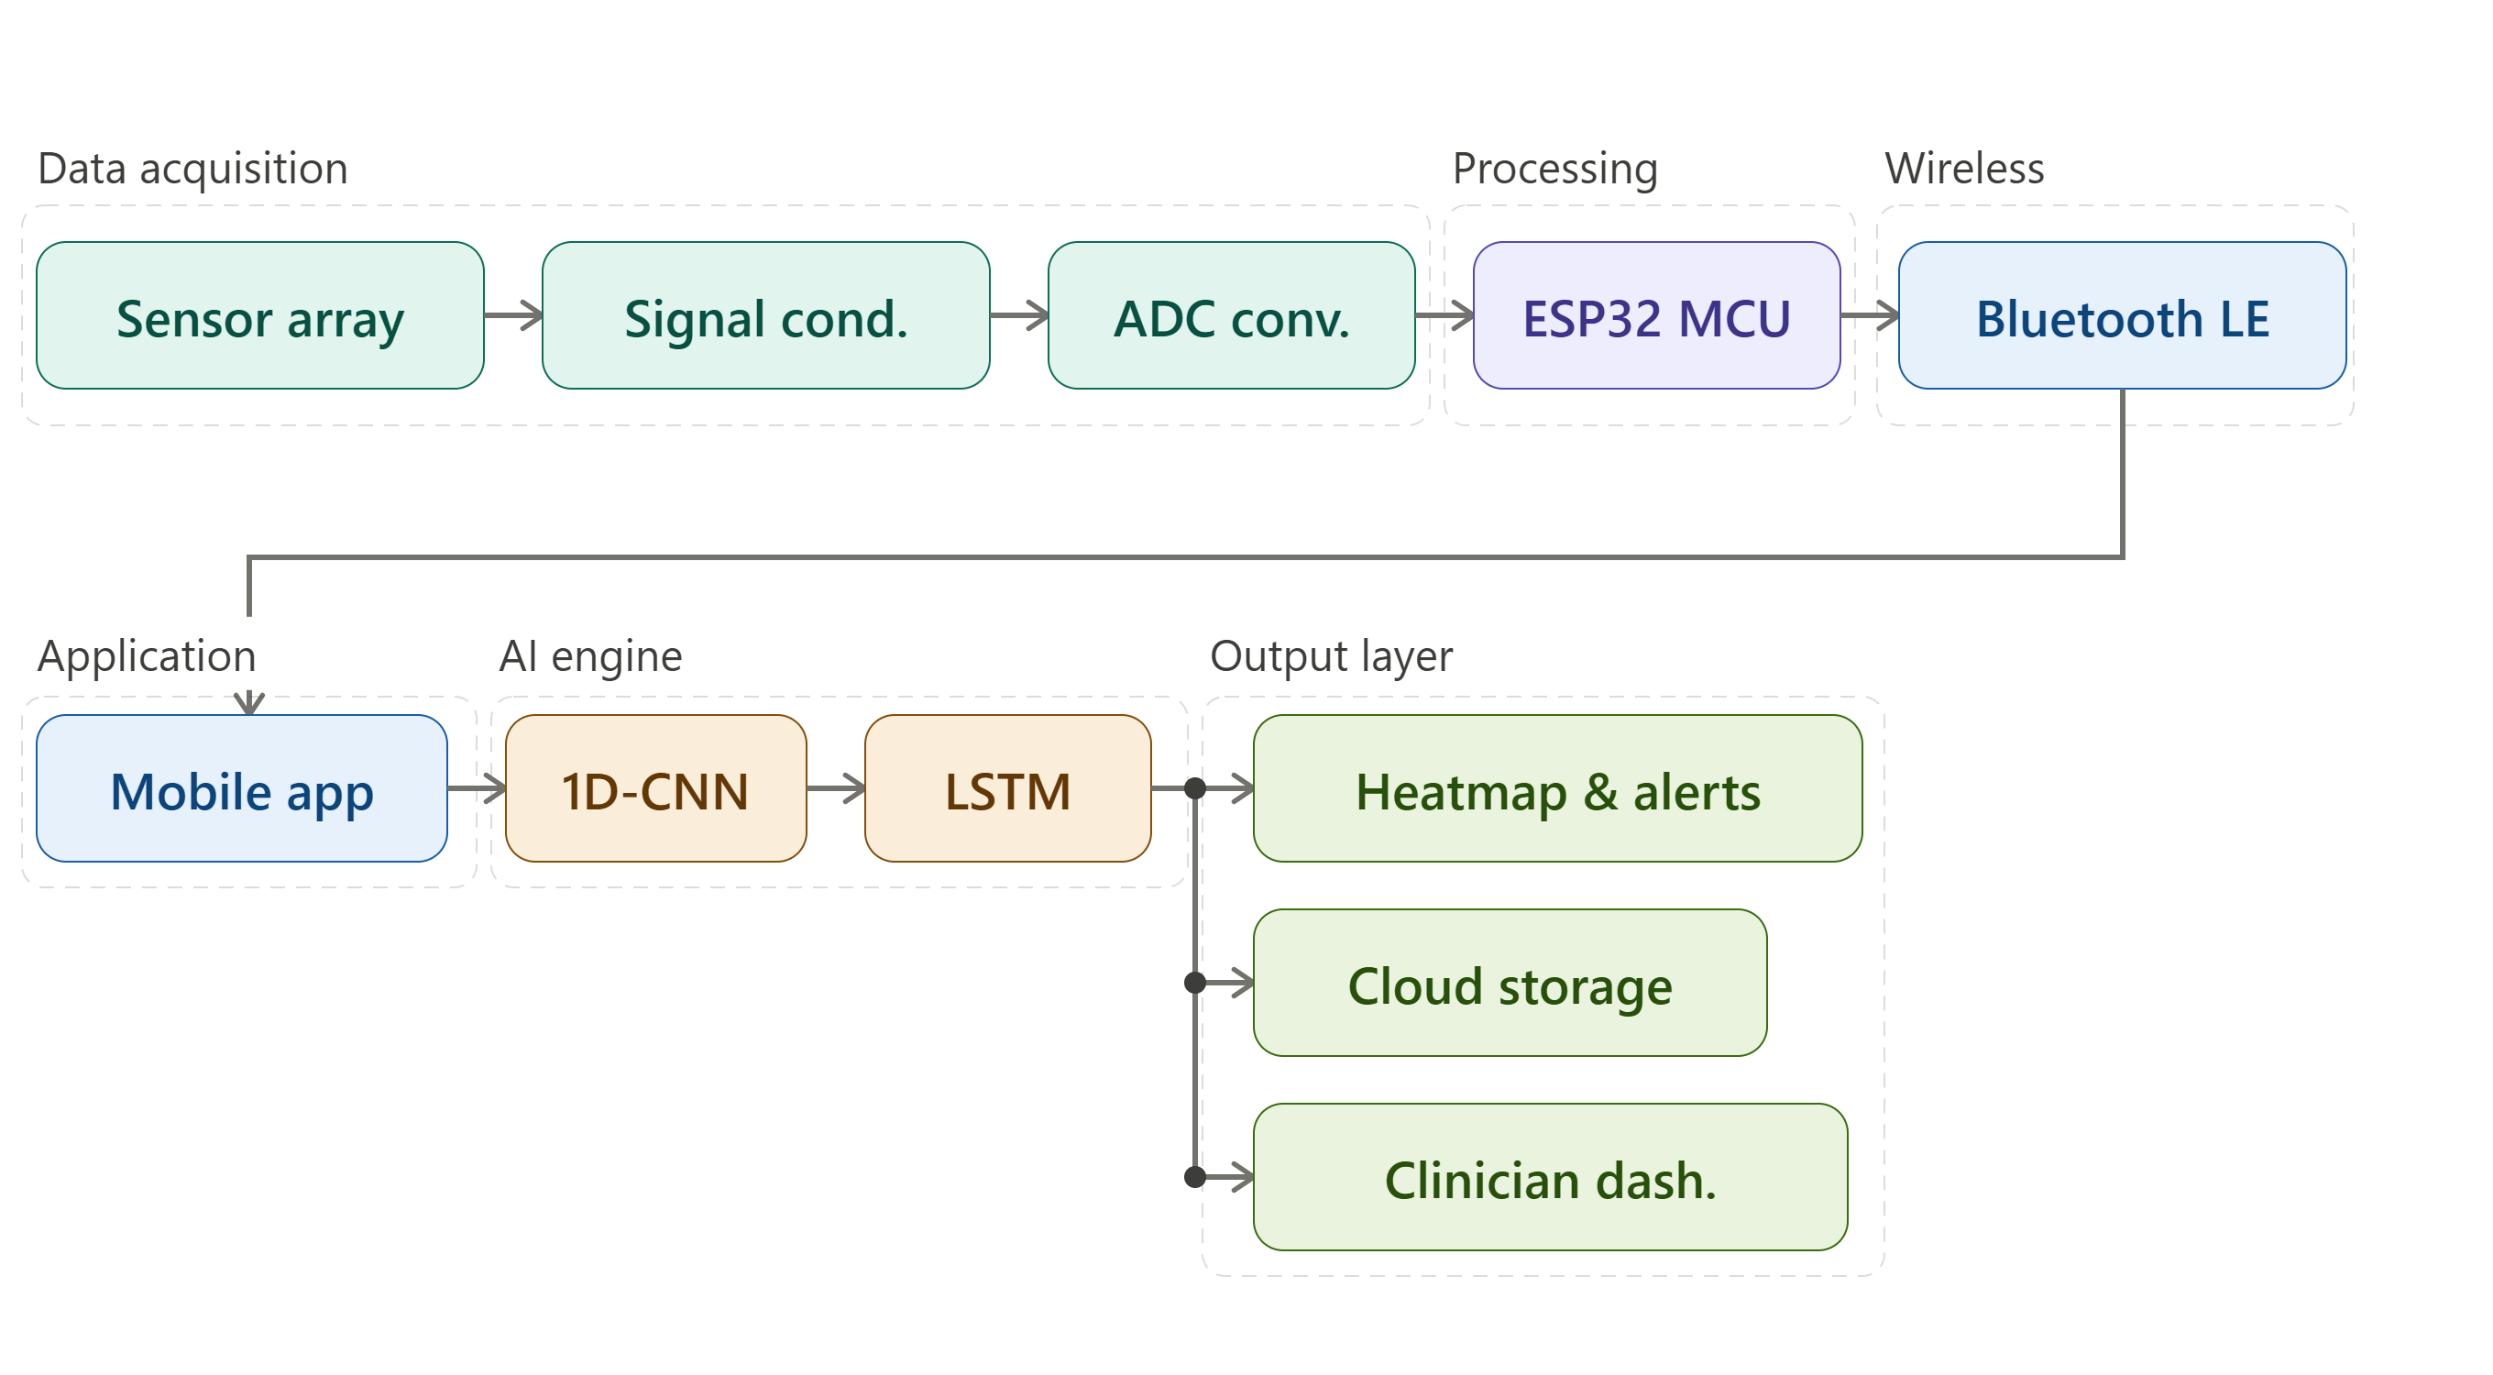 Data acquisition
Processing
Wireless
Sensor array
Signal cond.
ADC conv.
ESP32 MCU
Bluetooth LE
Application
AI engine
Output layer
Mobile app
1D-CNN
LSTM
Heatmap & alerts
Cloud storage
Clinician dash.